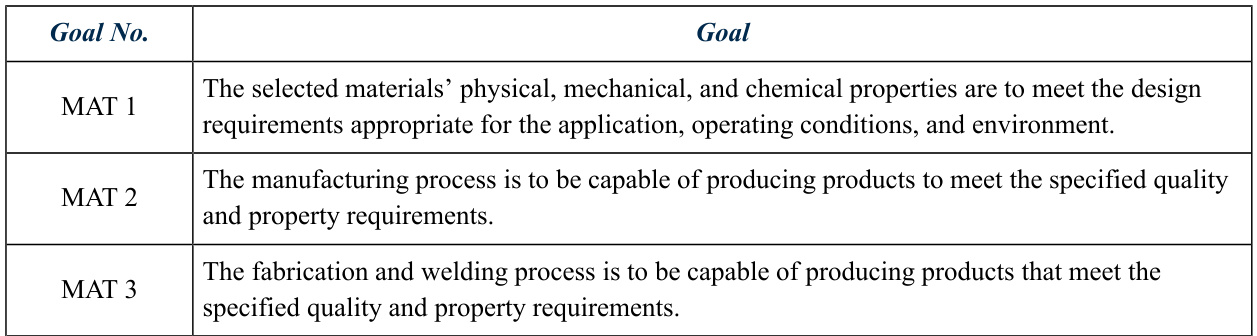 Goal No.
Goal
MAT 1
The selected materials’ physical, mechanical, and chemical properties are to meet the design
requirements appropriate for the application, operating conditions, and environment.
MAT 2
The manufacturing process is to be capable of producing products to meet the specified quality
and property requirements.
MAT 3
The fabrication and welding process is to be capable of producing products that meet the
specified quality and property requirements.